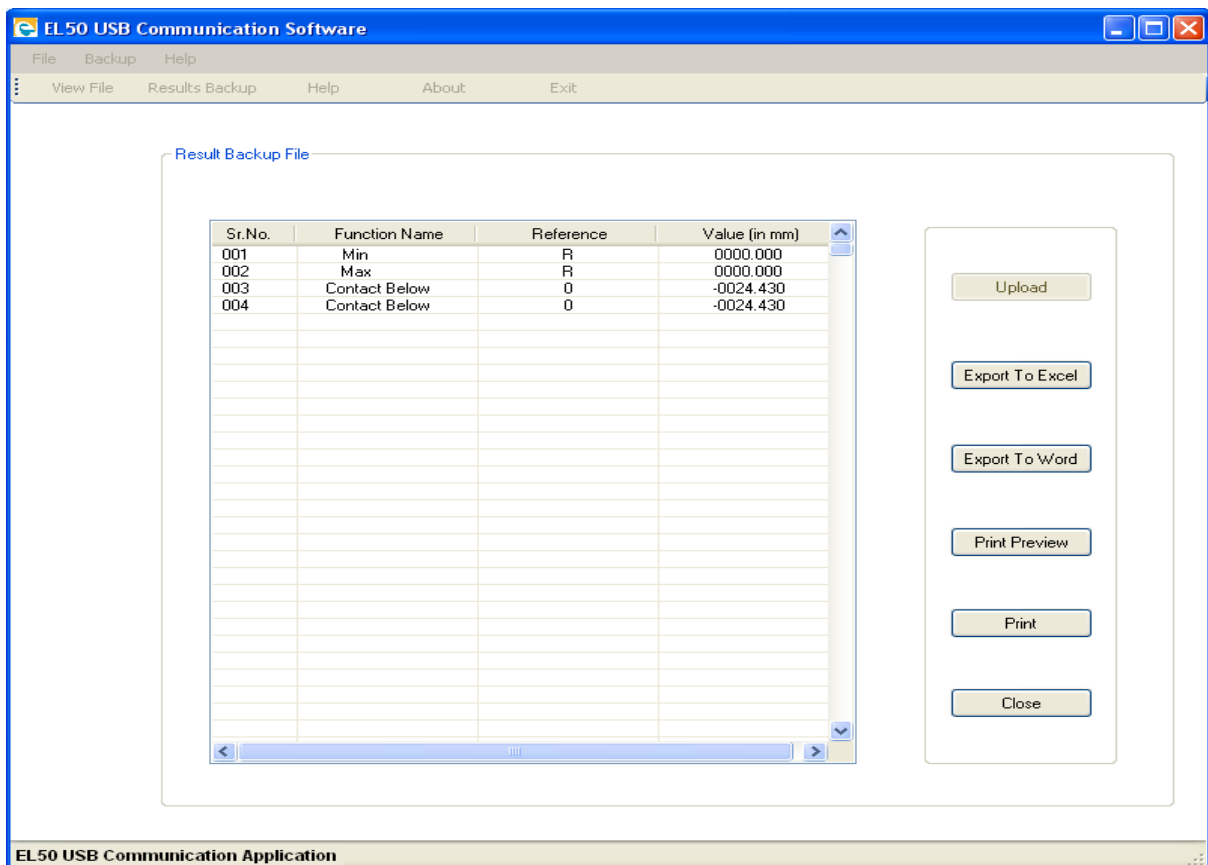 EL50 USB Communication Software
File Backup Help
View File Results Backup Help About Exit
Result Backup File
Sr.No. Function Name Reference Value (in mm)
001 Min R 0000.000
002 Max R 0000.000
003 Contact Below 0 -0024.430
004 Contact Below 0 -0024.430
Upload
Export To Excel
Export To Word
Print Preview
Print
Close
EL50 USB Communication Application